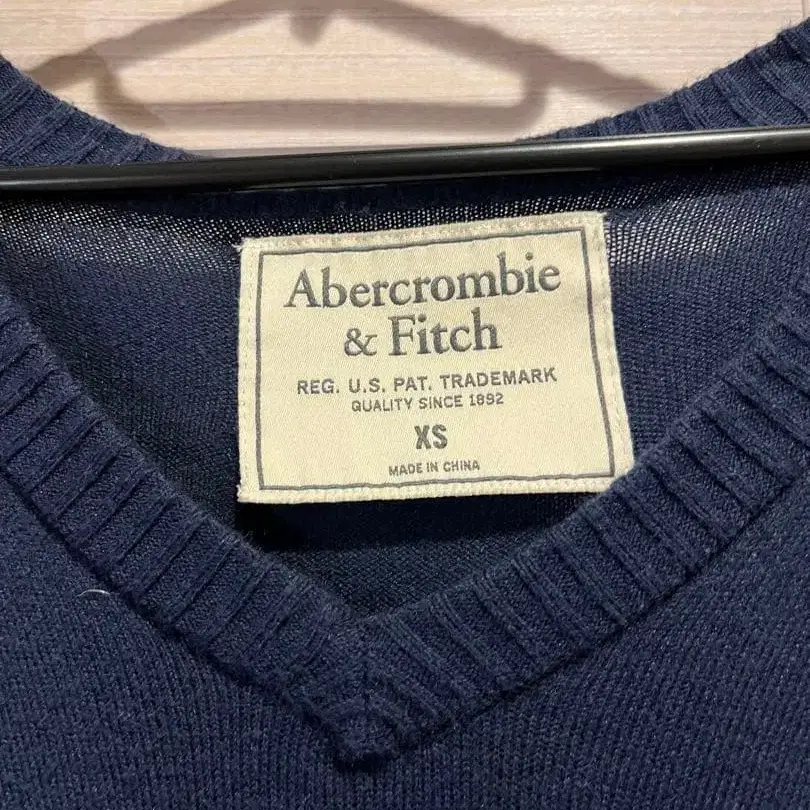 Abercrombie
& Fitch
REG. U.S. PAT. TRADEMARK
QUALITY SINCE 1892
XS
MADE IN CHINA